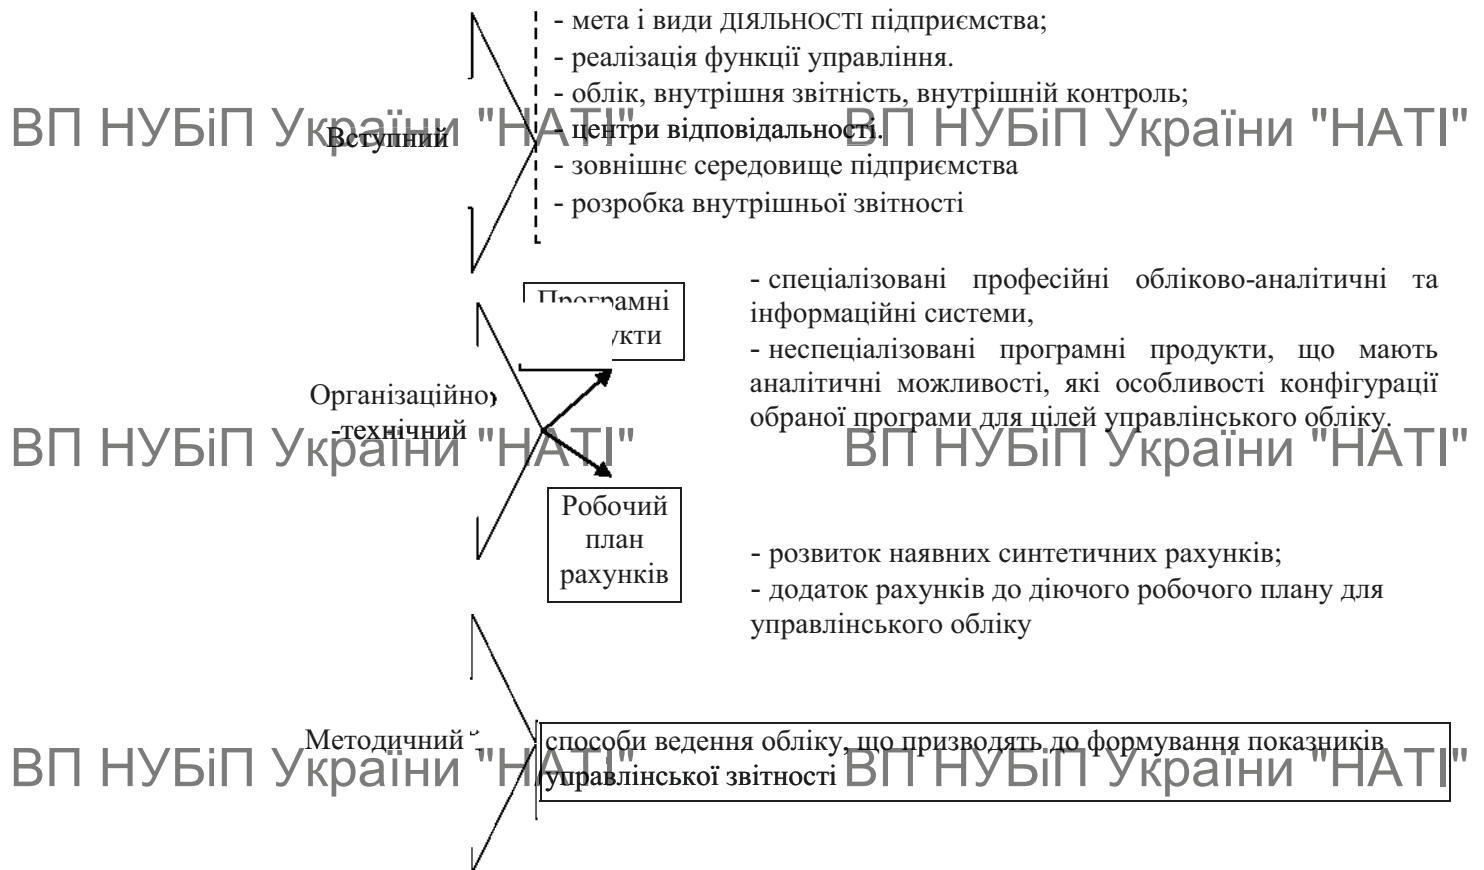 - мета і види ДІЯЛЬНОСТІ підприємства;
- реалізація функції управління.
- облік, внутрішня звітність, внутрішній контроль;
ВП НУБіП України "НАТІ" ВП НУБіП України "НАТІ"
Вступний
- центри відповідальності.
- зовнішнє середовище підприємства
- розробка внутрішньої звітності
Програмні
укти
- спеціалізовані професійні обліково-аналітичні та
інформаційні системи,
- неспеціалізовані програмні продукти, що мають
аналітичні можливості, які особливості конфігурації
обраної програми для цілей управлінського обліку.
Організаційно
-технічний
ВП НУБіП України "НАТІ" ВП НУБіП України "НАТІ"
Робочий
план
рахунків
- розвиток наявних синтетичних рахунків;
- додаток рахунків до діючого робочого плану для
управлінського обліку
Методичний
способи ведення обліку, що призводять до формування показників
управлінської звітності
ВП НУБіП України "НАТІ" ВП НУБіП України "НАТІ"